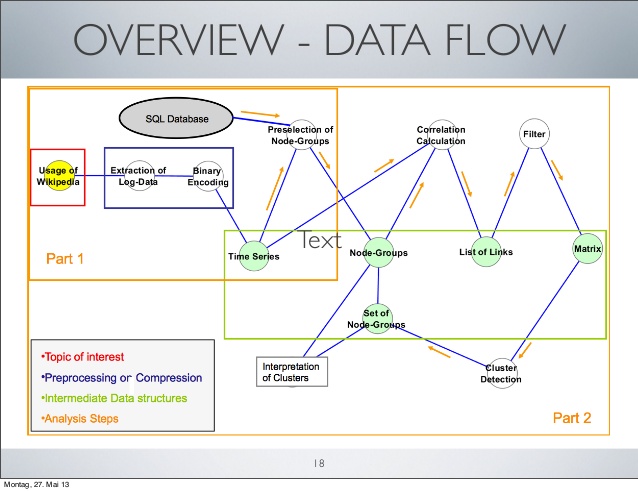 OVERVIEW - DATA FLOW
SQL Database
Preselection of
Node-Groups
Correlation
Calculation
Filter
Usage of
Wikipedia
Extraction of
Log-Data
Binary
Encoding
Text
Part 1
Time Series
Node-Groups
List of Links
Matrix
Set of
Node-Groups
•Topic of interest
•Preprocessing or Compression
•Intermediate Data structures
•Analysis Steps
Interpretation
of Clusters
Cluster
Detection
Part 2
18
Montag, 27. Mai 13